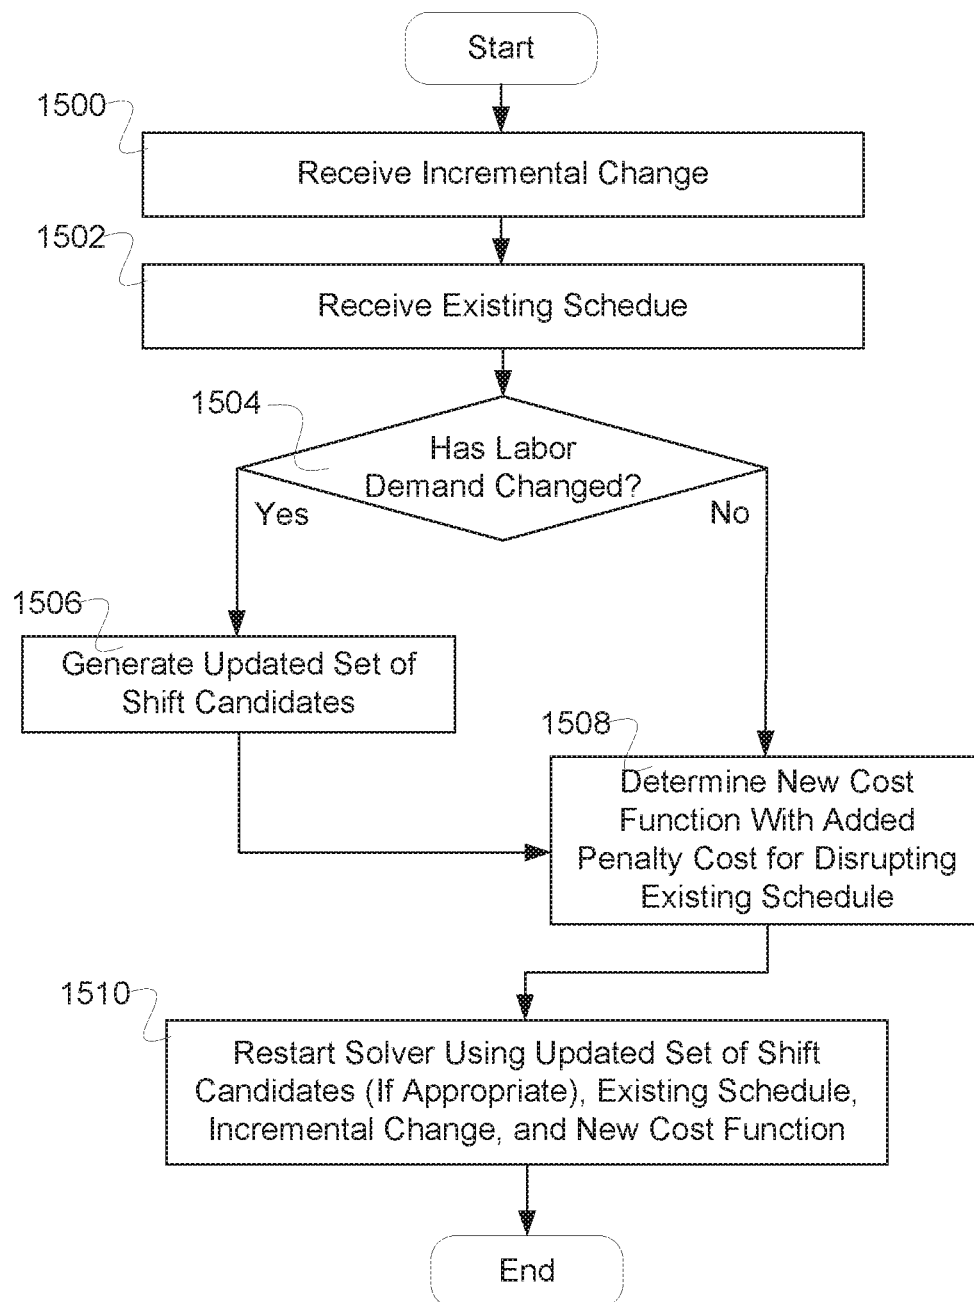 Start
1500
Receive Incremental Change
1502
Receive Existing Schedue
1504
Has Labor
Demand Changed?
Yes
No
1506
Generate Updated Set of
Shift Candidates
1508
Determine New Cost
Function With Added
Penalty Cost for Disrupting
Existing Schedule
1510
Restart Solver Using Updated Set of Shift
Candidates (If Appropriate), Existing Schedule,
Incremental Change, and New Cost Function
End